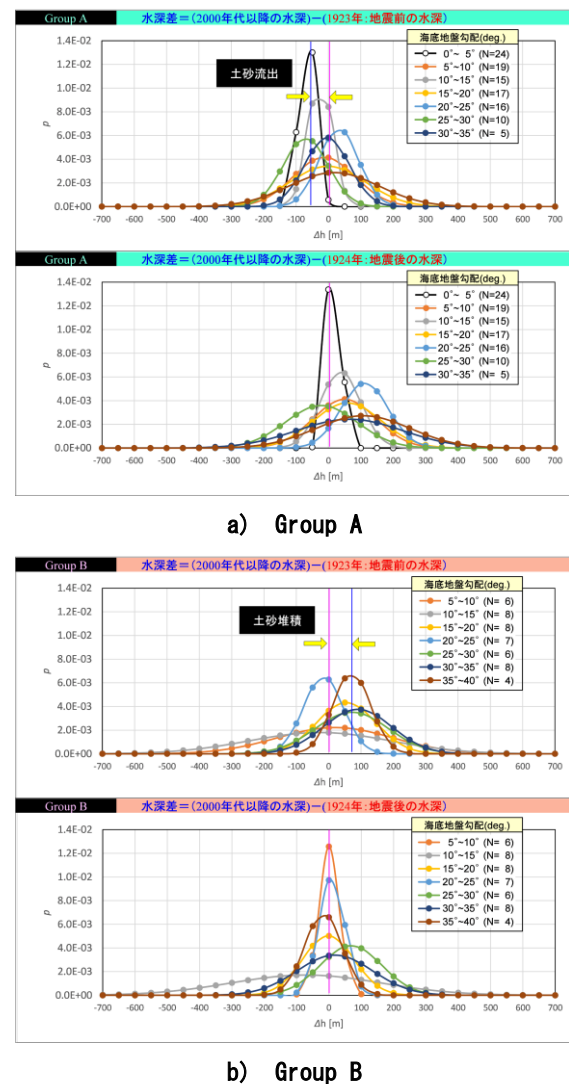 Group A 水深差＝(2000年代以降の水深)－(1923年：地震前の水深)
1.4E-02
1.2E-02
1.0E-02
8.0E-03
6.0E-03
4.0E-03
2.0E-03
0.0E+00
p
土砂流出
海底地盤勾配(deg.)
0°~ 5° (N=24)
5°~10° (N=19)
10°~15° (N=15)
15°~20° (N=17)
20°~25° (N=16)
25°~30° (N=10)
30°~35° (N= 5)
-700 -600 -500 -400 -300 -200 -100 0 100 200 300 400 500 600 700
Δh [m]
Group A 水深差＝(2000年代以降の水深)－(1924年：地震後の水深)
1.4E-02
1.2E-02
1.0E-02
8.0E-03
6.0E-03
4.0E-03
2.0E-03
0.0E+00
p
海底地盤勾配(deg.)
0°~ 5° (N=24)
5°~10° (N=19)
10°~15° (N=15)
15°~20° (N=17)
20°~25° (N=16)
25°~30° (N=10)
30°~35° (N= 5)
-700 -600 -500 -400 -300 -200 -100 0 100 200 300 400 500 600 700
Δh [m]
a) Group A
Group B 水深差＝(2000年代以降の水深)－(1923年：地震前の水深)
1.4E-02
1.2E-02
1.0E-02
8.0E-03
6.0E-03
4.0E-03
2.0E-03
0.0E+00
p
土砂堆積
海底地盤勾配(deg.)
5°~10° (N= 6)
10°~15° (N= 8)
15°~20° (N= 8)
20°~25° (N= 7)
25°~30° (N= 6)
30°~35° (N= 8)
35°~40° (N= 4)
-700 -600 -500 -400 -300 -200 -100 0 100 200 300 400 500 600 700
Δh [m]
Group B 水深差＝(2000年代以降の水深)－(1924年：地震後の水深)
1.4E-02
1.2E-02
1.0E-02
8.0E-03
6.0E-03
4.0E-03
2.0E-03
0.0E+00
p
海底地盤勾配(deg.)
5°~10° (N= 6)
10°~15° (N= 8)
15°~20° (N= 8)
20°~25° (N= 7)
25°~30° (N= 6)
30°~35° (N= 8)
35°~40° (N= 4)
-700 -600 -500 -400 -300 -200 -100 0 100 200 300 400 500 600 700
Δh [m]
b) Group B